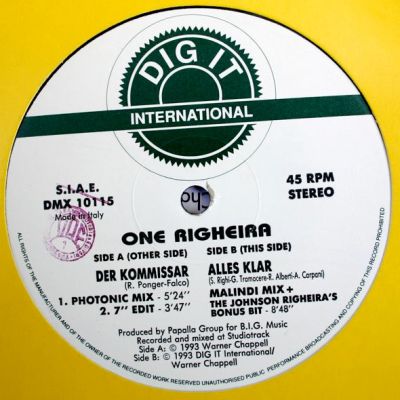 DIG IT
INTERNATIONAL
S.I.A.E.
DMX 10115
Made in Italy
45 RPM
STEREO
ONE RIGHEIRA
SIDE A (OTHER SIDE)
DER KOMMISSAR
(R. Ponger-Falco)
1. PHOTONIC MIX - 5'24"
2. 7" EDIT - 3'47"
SIDE B (THIS SIDE)
ALLES KLAR
(S. Righi-G. Tramacere-R. Alberti-A. Carpani)
MALINDI MIX +
THE JOHNSON RIGHEIRA'S
BONUS BIT - 8'48"
Produced by Papalla Group for B.I.G. Music
Recorded and mixed at Studiotrack
Side A: © 1993 Warner Chappell
Side B: © 1993 DIG IT International/
Warner Chappell
ALL RIGHTS OF THE MANUFACTURER AND OF THE OWNER OF THE RECORDED WORK RESERVED UNAUTHORISED PUBLIC PERFORMANCE BROADCASTING AND COPYING OF THIS RECORD PROHIBITED